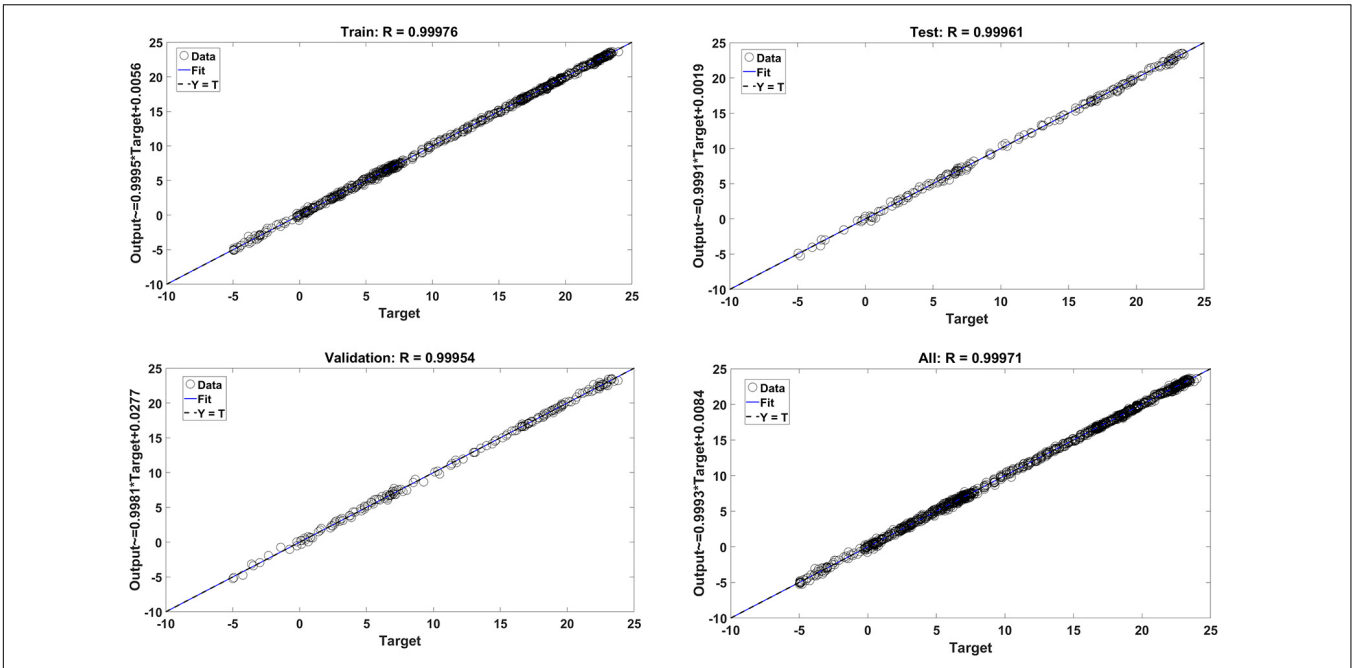 Train: R = 0.99976
Output~=0.9995*Target+0.0056
25
20
15
10
5
0
-5
-10
Data
Fit
Y = T
-10 -5 0 5 10 15 20 25
Target
Test: R = 0.99961
Output~=0.9991*Target+0.0019
25
20
15
10
5
0
-5
-10
Data
Fit
Y = T
-10 -5 0 5 10 15 20 25
Target
Validation: R = 0.99954
Output~=0.9981*Target+0.0277
25
20
15
10
5
0
-5
-10
Data
Fit
Y = T
-10 -5 0 5 10 15 20 25
Target
All: R = 0.99971
Output~=0.9993*Target+0.0084
25
20
15
10
5
0
-5
-10
Data
Fit
Y = T
-10 -5 0 5 10 15 20 25
Target